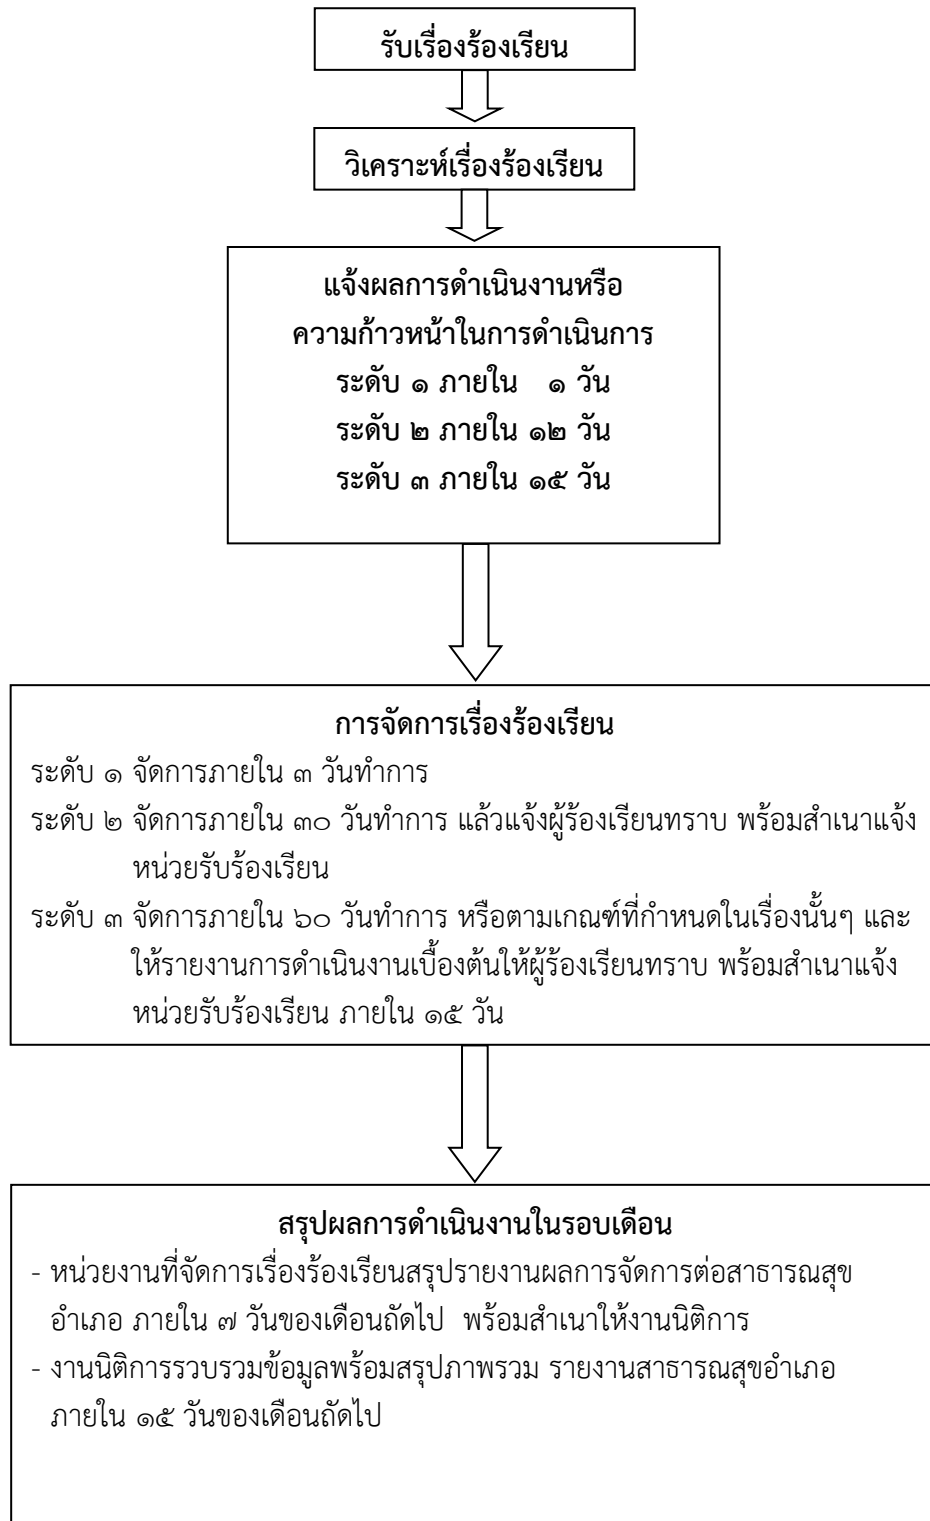 รับเรื่องร้องเรียน
วิเคราะห์เรื่องร้องเรียน
แจ้งผลการดำเนินงานหรือ
ความก้าวหน้าในการดำเนินการ
ระดับ ๑ ภายใน ๑ วัน
ระดับ ๒ ภายใน ๑๒ วัน
ระดับ ๓ ภายใน ๑๕ วัน
การจัดการเรื่องร้องเรียน
ระดับ ๑ จัดการภายใน ๓ วันทำการ
ระดับ ๒ จัดการภายใน ๓๐ วันทำการ แล้วแจ้งผู้ร้องเรียนทราบ พร้อมสำเนาแจ้ง
หน่วยรับร้องเรียน
ระดับ ๓ จัดการภายใน ๖๐ วันทำการ หรือตามเกณฑ์ที่กำหนดในเรื่องนั้นๆ และ
ให้รายงานการดำเนินงานเบื้องต้นให้ผู้ร้องเรียนทราบ พร้อมสำเนาแจ้ง
หน่วยรับร้องเรียน ภายใน ๑๕ วัน
สรุปผลการดำเนินงานในรอบเดือน
- หน่วยงานที่จัดการเรื่องร้องเรียนสรุปรายงานผลการจัดการต่อสาธารณสุข
อำเภอ ภายใน ๗ วันของเดือนถัดไป พร้อมสำเนาให้งานนิติการ
- งานนิติการรวบรวมข้อมูลพร้อมสรุปภาพรวม รายงานสาธารณสุขอำเภอ
ภายใน ๑๕ วันของเดือนถัดไป